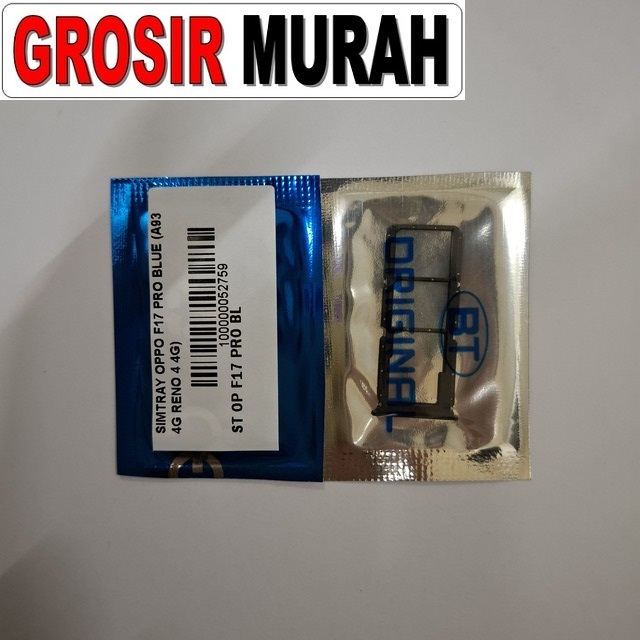 GROSIR MURAH
SIMTRAY OPPO F17 PRO BLUE (A93
4G RENO 4 4G)
100000052759
ST OP F17 PRO BL
ORIGINAL
BT